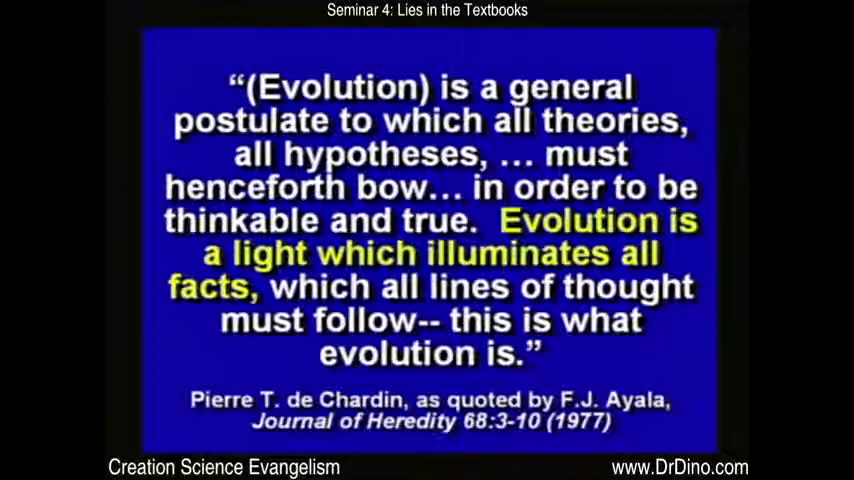 Seminar 4: Lies in the Textbooks
“(Evolution) is a general
postulate to which all theories,
all hypotheses, ... must
henceforth bow... in order to be
thinkable and true.  Evolution is
a light which illuminates all
facts, which all lines of thought
must follow-- this is what
evolution is.”
Pierre T. de Chardin, as quoted by F.J. Ayala,
Journal of Heredity 68:3-10 (1977)
Creation Science Evangelism
www.DrDino.com